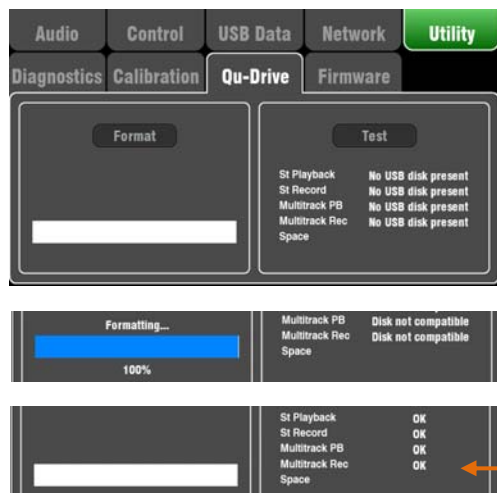 Audio Control USB Data Network Utility
Diagnostics Calibration Qu-Drive Firmware
Format Test
St Playback No USB disk present
St Record No USB disk present
Multitrack PB No USB disk present
Multitrack Rec No USB disk present
Space
Formatting...
100%
Multitrack PB Disk not compatible
Multitrack Rec Disk not compatible
Space
St Playback OK
St Record OK
Multitrack PB OK
Multitrack Rec OK
Space